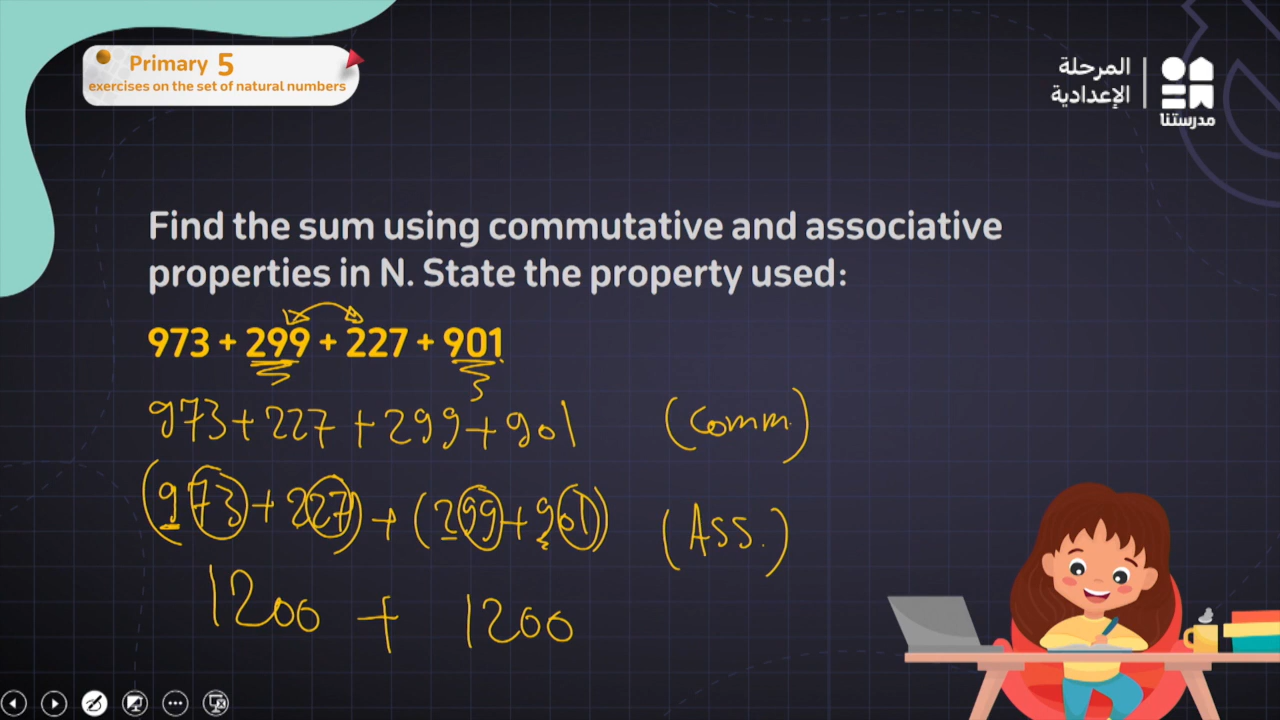 Primary 5
exercises on the set of natural numbers
المرحلة
الإعدادية
مدرستنا
Find the sum using commutative and associative
properties in N. State the property used:
973 + 299 + 227 + 901
973 + 227 + 299 + 901 (Comm.)
(973 + 227) + (299 + 901) (Ass.)
1200 + 1200